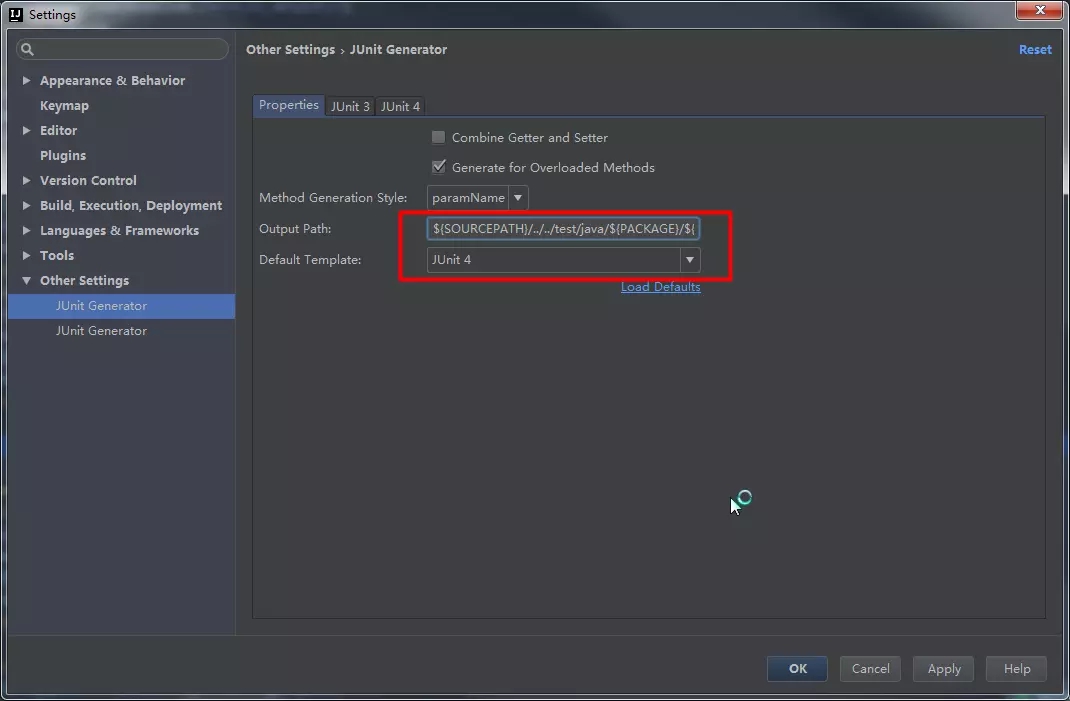 IJ Settings
Other Settings › JUnit Generator
Reset
Appearance & Behavior
Keymap
Editor
Plugins
Version Control
Build, Execution, Deployment
Languages & Frameworks
Tools
Other Settings
JUnit Generator
JUnit Generator
Properties JUnit 3 JUnit 4
Combine Getter and Setter
Generate for Overloaded Methods
Method Generation Style: paramName
Output Path: ${SOURCEPATH}/../../test/java/${PACKAGE}/${
Default Template: JUnit 4
Load Defaults
OK Cancel Apply Help